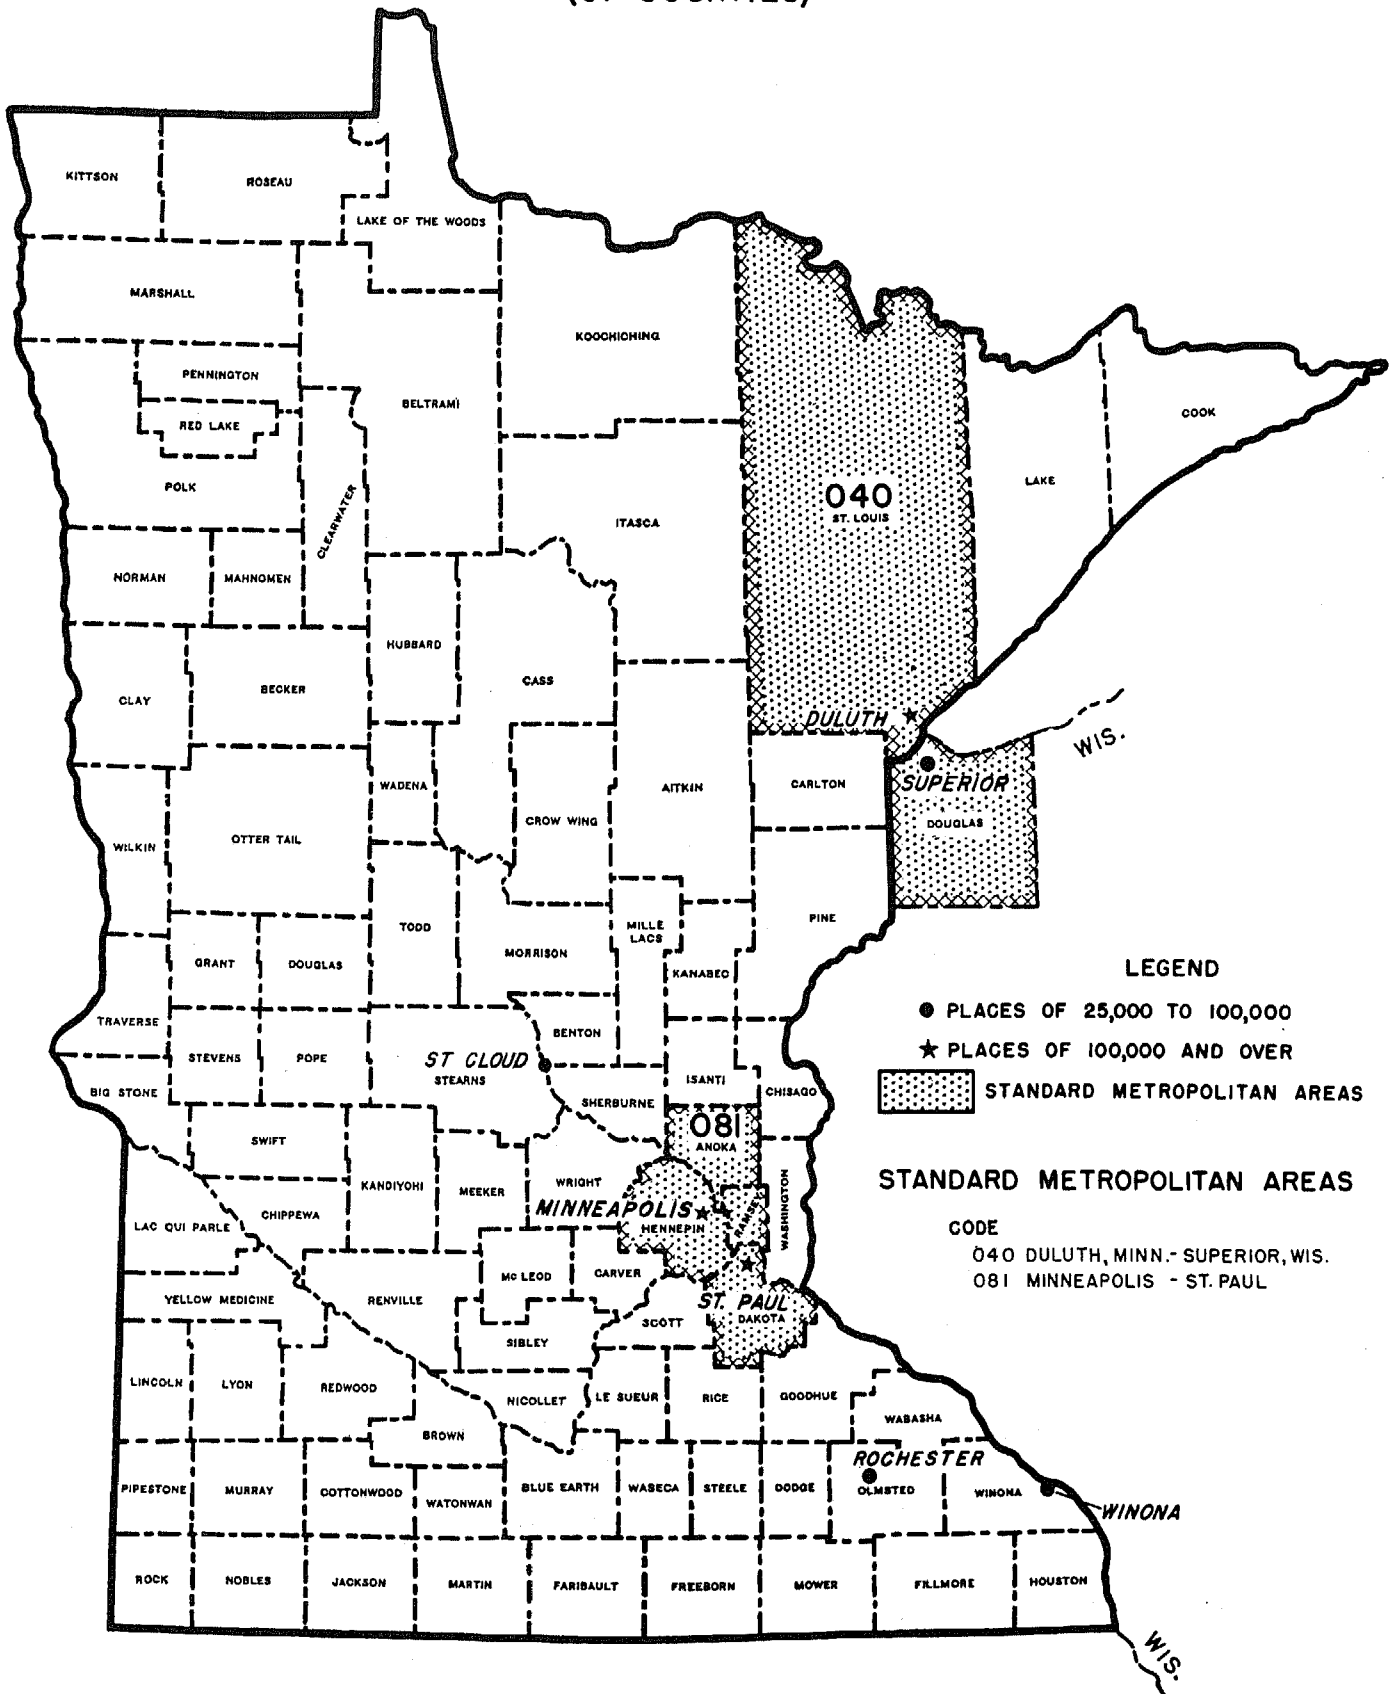 KITTSON
ROSEAU
LAKE OF THE WOODS
MARSHALL
KOOCHICHING
PENNINGTON
BELTRAMI
RED LAKE
COOK
POLK
CLEARWATER
040
ST. LOUIS
LAKE
ITASCA
NORMAN
MAHNOMEN
HUBBARD
CASS
CLAY
BECKER
DULUTH
WIS.
WADENA
AITKIN
CARLTON
SUPERIOR
DOUGLAS
CROW WING
WILKIN
OTTER TAIL
PINE
TODD
MILLE
LACS
MORRISON
GRANT
DOUGLAS
KANABEC
LEGEND
PLACES OF 25,000 TO 100,000
PLACES OF 100,000 AND OVER
STANDARD METROPOLITAN AREAS
TRAVERSE
STEVENS
POPE
BENTON
ST CLOUD
STEARNS
BIG STONE
ISANTI
CHISAGO
SHERBURNE
081
ANOKA
SWIFT
KANDIYOHI
MEEKER
WRIGHT
WASHINGTON
STANDARD METROPOLITAN AREAS
CODE
040 DULUTH, MINN.-SUPERIOR, WIS.
081 MINNEAPOLIS - ST. PAUL
LAC QUI PARLE
CHIPPEWA
MINNEAPOLIS
HENNEPIN
RAMSEY
MC LEOD
CARVER
YELLOW MEDICINE
RENVILLE
ST. PAUL
DAKOTA
SCOTT
SIBLEY
LINCOLN
LYON
REDWOOD
NICOLLET
LE SUEUR
RICE
GOODHUE
WABASHA
BROWN
ROCHESTER
OLMSTED
PIPESTONE
MURRAY
COTTONWOOD
WATONWAN
BLUE EARTH
WASECA
STEELE
DODGE
WINONA
WINONA
ROCK
NOBLES
JACKSON
MARTIN
FARIBAULT
FREEBORN
MOWER
FILLMORE
HOUSTON
WIS.